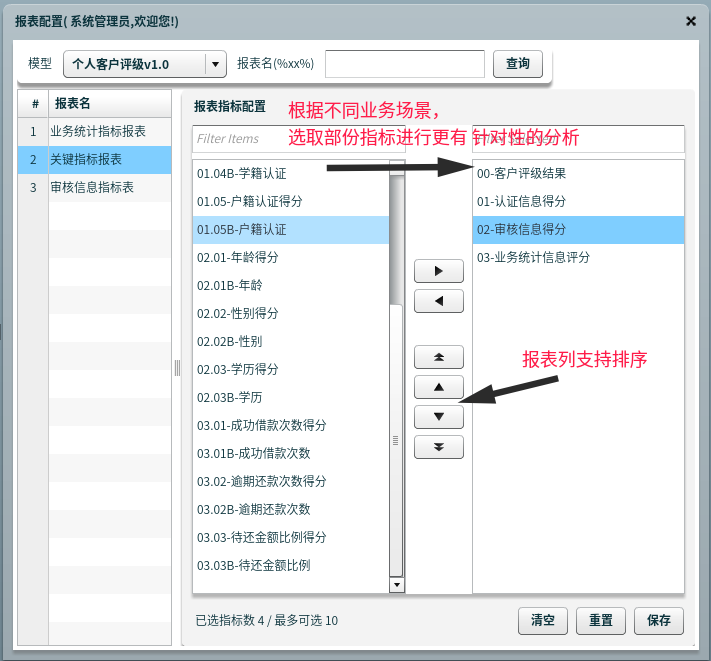 报表配置( 系统管理员,欢迎您!)
模型
个人客户评级v1.0
报表名(%xx%)
查询
# 报表名
1 业务统计指标报表
2 关键指标报表
3 审核信息指标表
报表指标配置
根据不同业务场景，
选取部份指标进行更有 针对性的分析
Filter Items
01.04B-学籍认证
01.05-户籍认证得分
01.05B-户籍认证
02.01-年龄得分
02.01B-年龄
02.02-性别得分
02.02B-性别
02.03-学历得分
02.03B-学历
03.01-成功借款次数得分
03.01B-成功借款次数
03.02-逾期还款次数得分
03.02B-逾期还款次数
03.03-待还金额比例得分
03.03B-待还金额比例
00-客户评级结果
01-认证信息得分
02-审核信息得分
03-业务统计信息评分
报表列支持排序
已选指标数 4 / 最多可选 10
清空
重置
保存